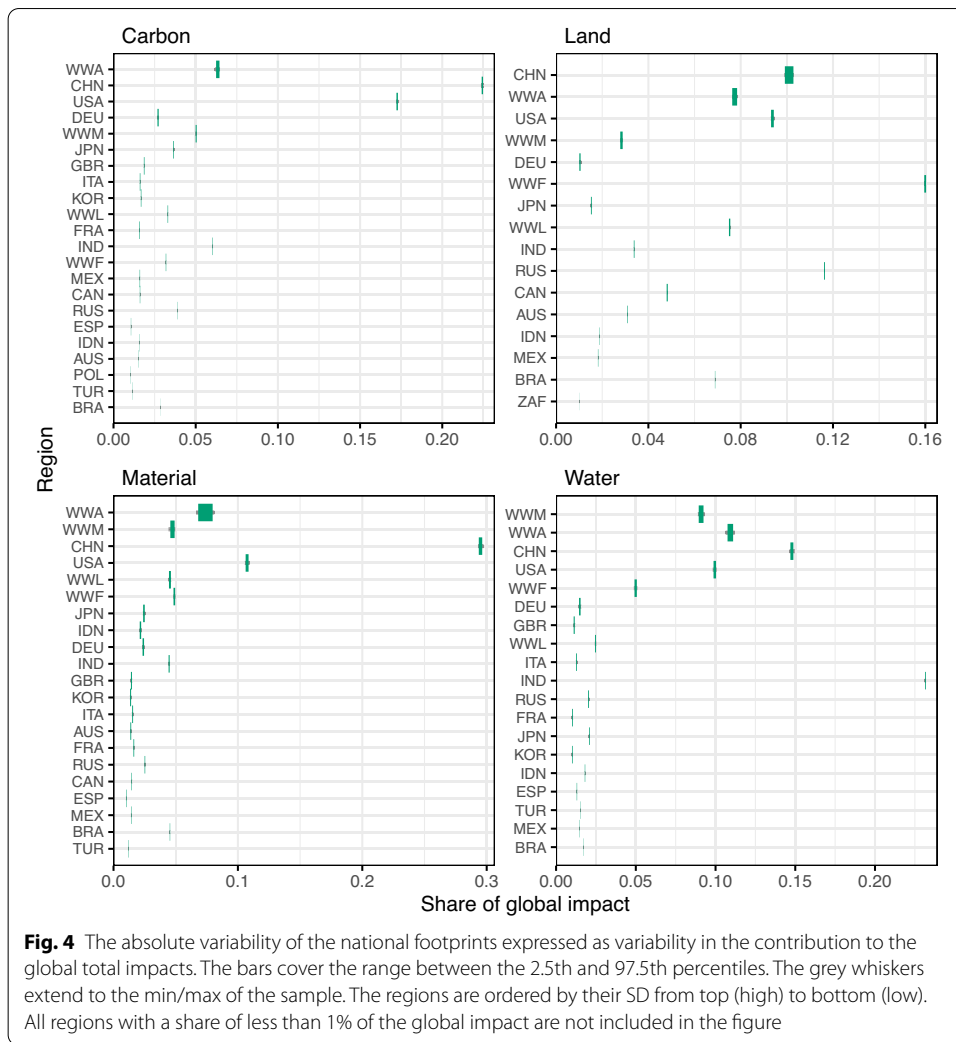 Carbon
WWA
CHN
USA
DEU
WWM
JPN
GBR
ITA
KOR
WWL
FRA
IND
WWF
MEX
CAN
RUS
ESP
IDN
AUS
POL
TUR
BRA
0.00 0.05 0.10 0.15 0.20
Land
CHN
WWA
USA
WWM
DEU
WWF
JPN
WWL
IND
RUS
CAN
AUS
IDN
MEX
BRA
ZAF
0.00 0.04 0.08 0.12 0.16
Region
Material
WWA
WWM
CHN
USA
WWL
WWF
JPN
IDN
DEU
IND
GBR
KOR
ITA
AUS
FRA
RUS
CAN
ESP
MEX
BRA
TUR
0.0 0.1 0.2 0.3
Water
WWM
WWA
CHN
USA
WWF
DEU
GBR
WWL
ITA
IND
RUS
FRA
JPN
KOR
IDN
ESP
TUR
MEX
BRA
0.00 0.05 0.10 0.15 0.20
Share of global impact
Fig. 4 The absolute variability of the national footprints expressed as variability in the contribution to the
global total impacts. The bars cover the range between the 2.5th and 97.5th percentiles. The grey whiskers
extend to the min/max of the sample. The regions are ordered by their SD from top (high) to bottom (low).
All regions with a share of less than 1% of the global impact are not included in the figure